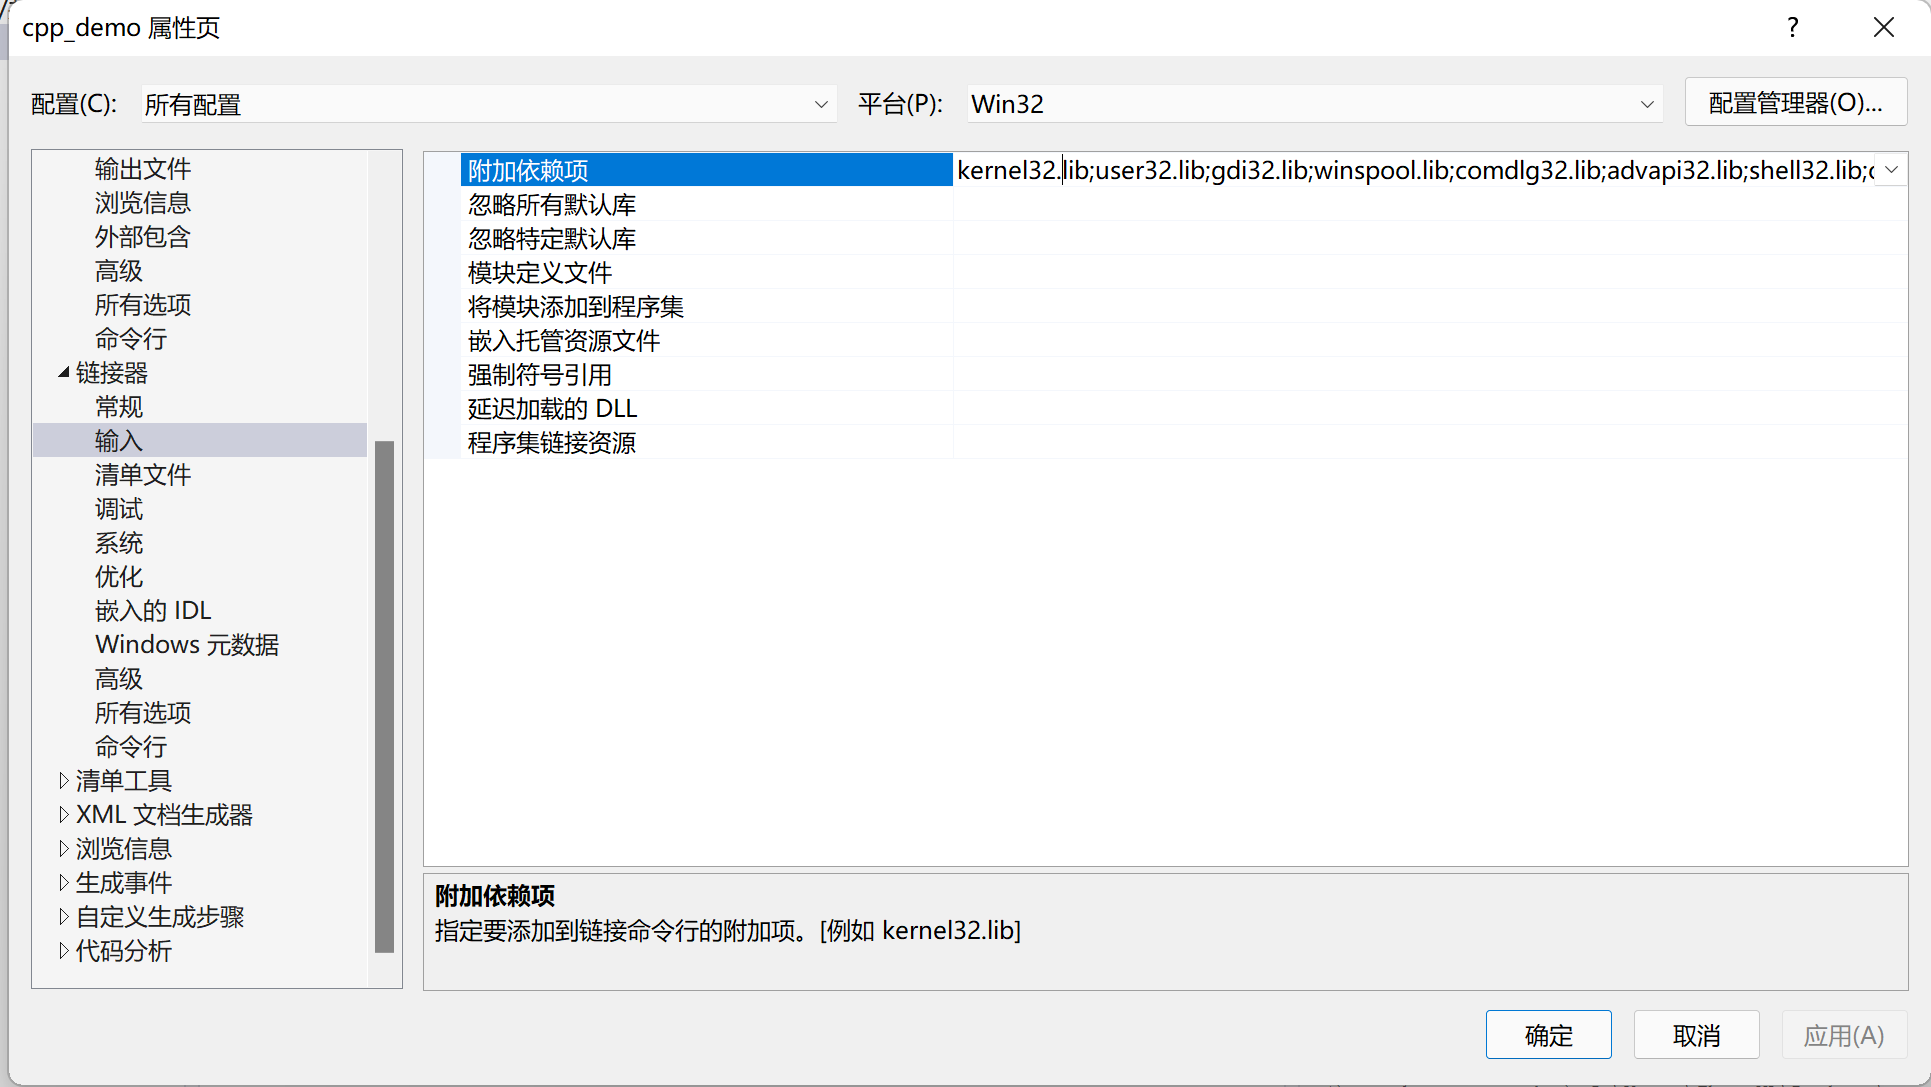 cpp_demo 属性页
?
配置(C):
所有配置
平台(P):
Win32
配置管理器(O)...
输出文件
浏览信息
外部包含
高级
所有选项
命令行
链接器
常规
输入
清单文件
调试
系统
优化
嵌入的 IDL
Windows 元数据
高级
所有选项
命令行
清单工具
XML 文档生成器
浏览信息
生成事件
自定义生成步骤
代码分析
附加依赖项
kernel32.lib;user32.lib;gdi32.lib;winspool.lib;comdlg32.lib;advapi32.lib;shell32.lib;
忽略所有默认库
忽略特定默认库
模块定义文件
将模块添加到程序集
嵌入托管资源文件
强制符号引用
延迟加载的 DLL
程序集链接资源
附加依赖项
指定要添加到链接命令行的附加项。[例如 kernel32.lib]
确定
取消
应用(A)